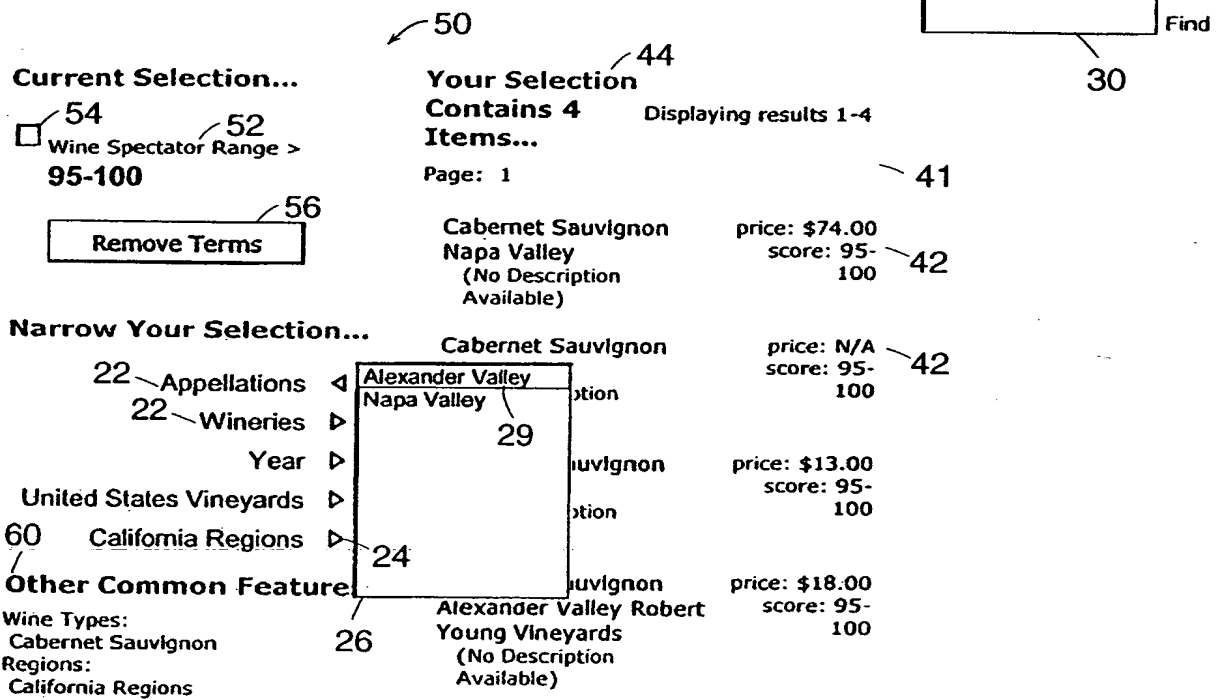 50
Find
30
Current Selection...
54
52
Wine Spectator Range >
95-100
56
Remove Terms
44
Your Selection
Contains 4
Items...
Displaying results 1-4
Page: 1
41
Cabernet Sauvignon price: $74.00
Napa Valley score: 95-
100
42
(No Description
Available)
Cabernet Sauvignon price: N/A
score: 95-
100
42
ption
Narrow Your Selection...
22 Appellations
22 Wineries
Year
United States Vineyards
California Regions
24
Alexander Valley
Napa Valley
29
26
uvignon price: $13.00
score: 95-
100
ption
uvignon price: $18.00
Alexander Valley Robert score: 95-
Young Vineyards 100
(No Description
Available)
60
Other Common Feature
Wine Types:
Cabernet Sauvignon
Regions:
California Regions